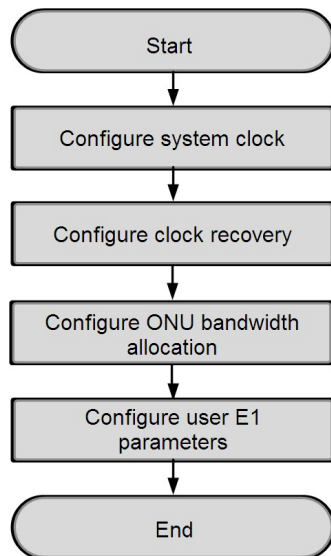 Start
Configure system clock
Configure clock recovery
Configure ONU bandwidth
allocation
Configure user E1
parameters
End